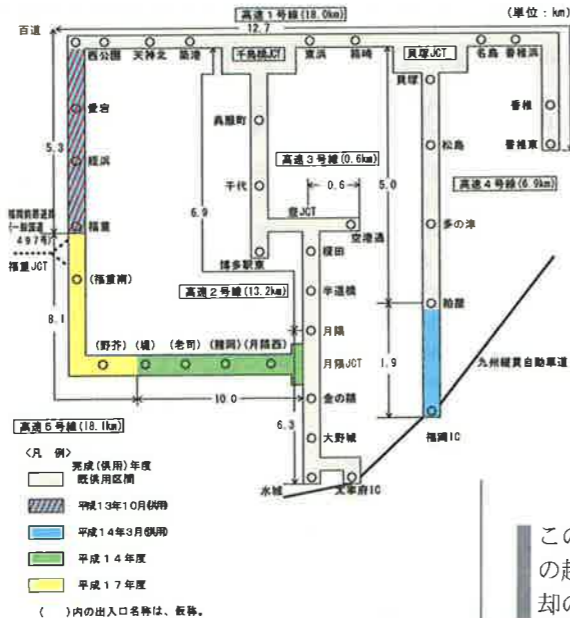 高速1号線(18.0km)
(単位：km)
百道
12.7
西公園
天神北
築港
千鳥橋JCT
東浜
箱崎
貝塚JCT
名島
香椎浜
愛宕
呉服町
貝塚
香椎
5.3
姪浜
松島
香椎東
高速3号線(0.6km)
6.9
千代
0.6
5.0
高速4号線(6.9km)
福重
空JCT
福岡前原道路
(一般国道
497号)
空港通
多の津
福重JCT
榎田
博多駅東
(福重南)
高速2号線(13.2km)
半道橋
粕屋
8.1
月隈
(野芥)
(堤)
(老司)
(月隈西)
月隈JCT
1.9
九州縦貫自動車道
10.0
金の隈
福岡IC
高速5号線(18.1km)
6.3
大野城
水城
太宰府IC
<凡 例>
完成(供用)年度
既供用区間
平成13年10月供用
平成14年3月供用
平成14年度
平成17年度
( )内の出入口名称は、仮称。
この
の起
却の